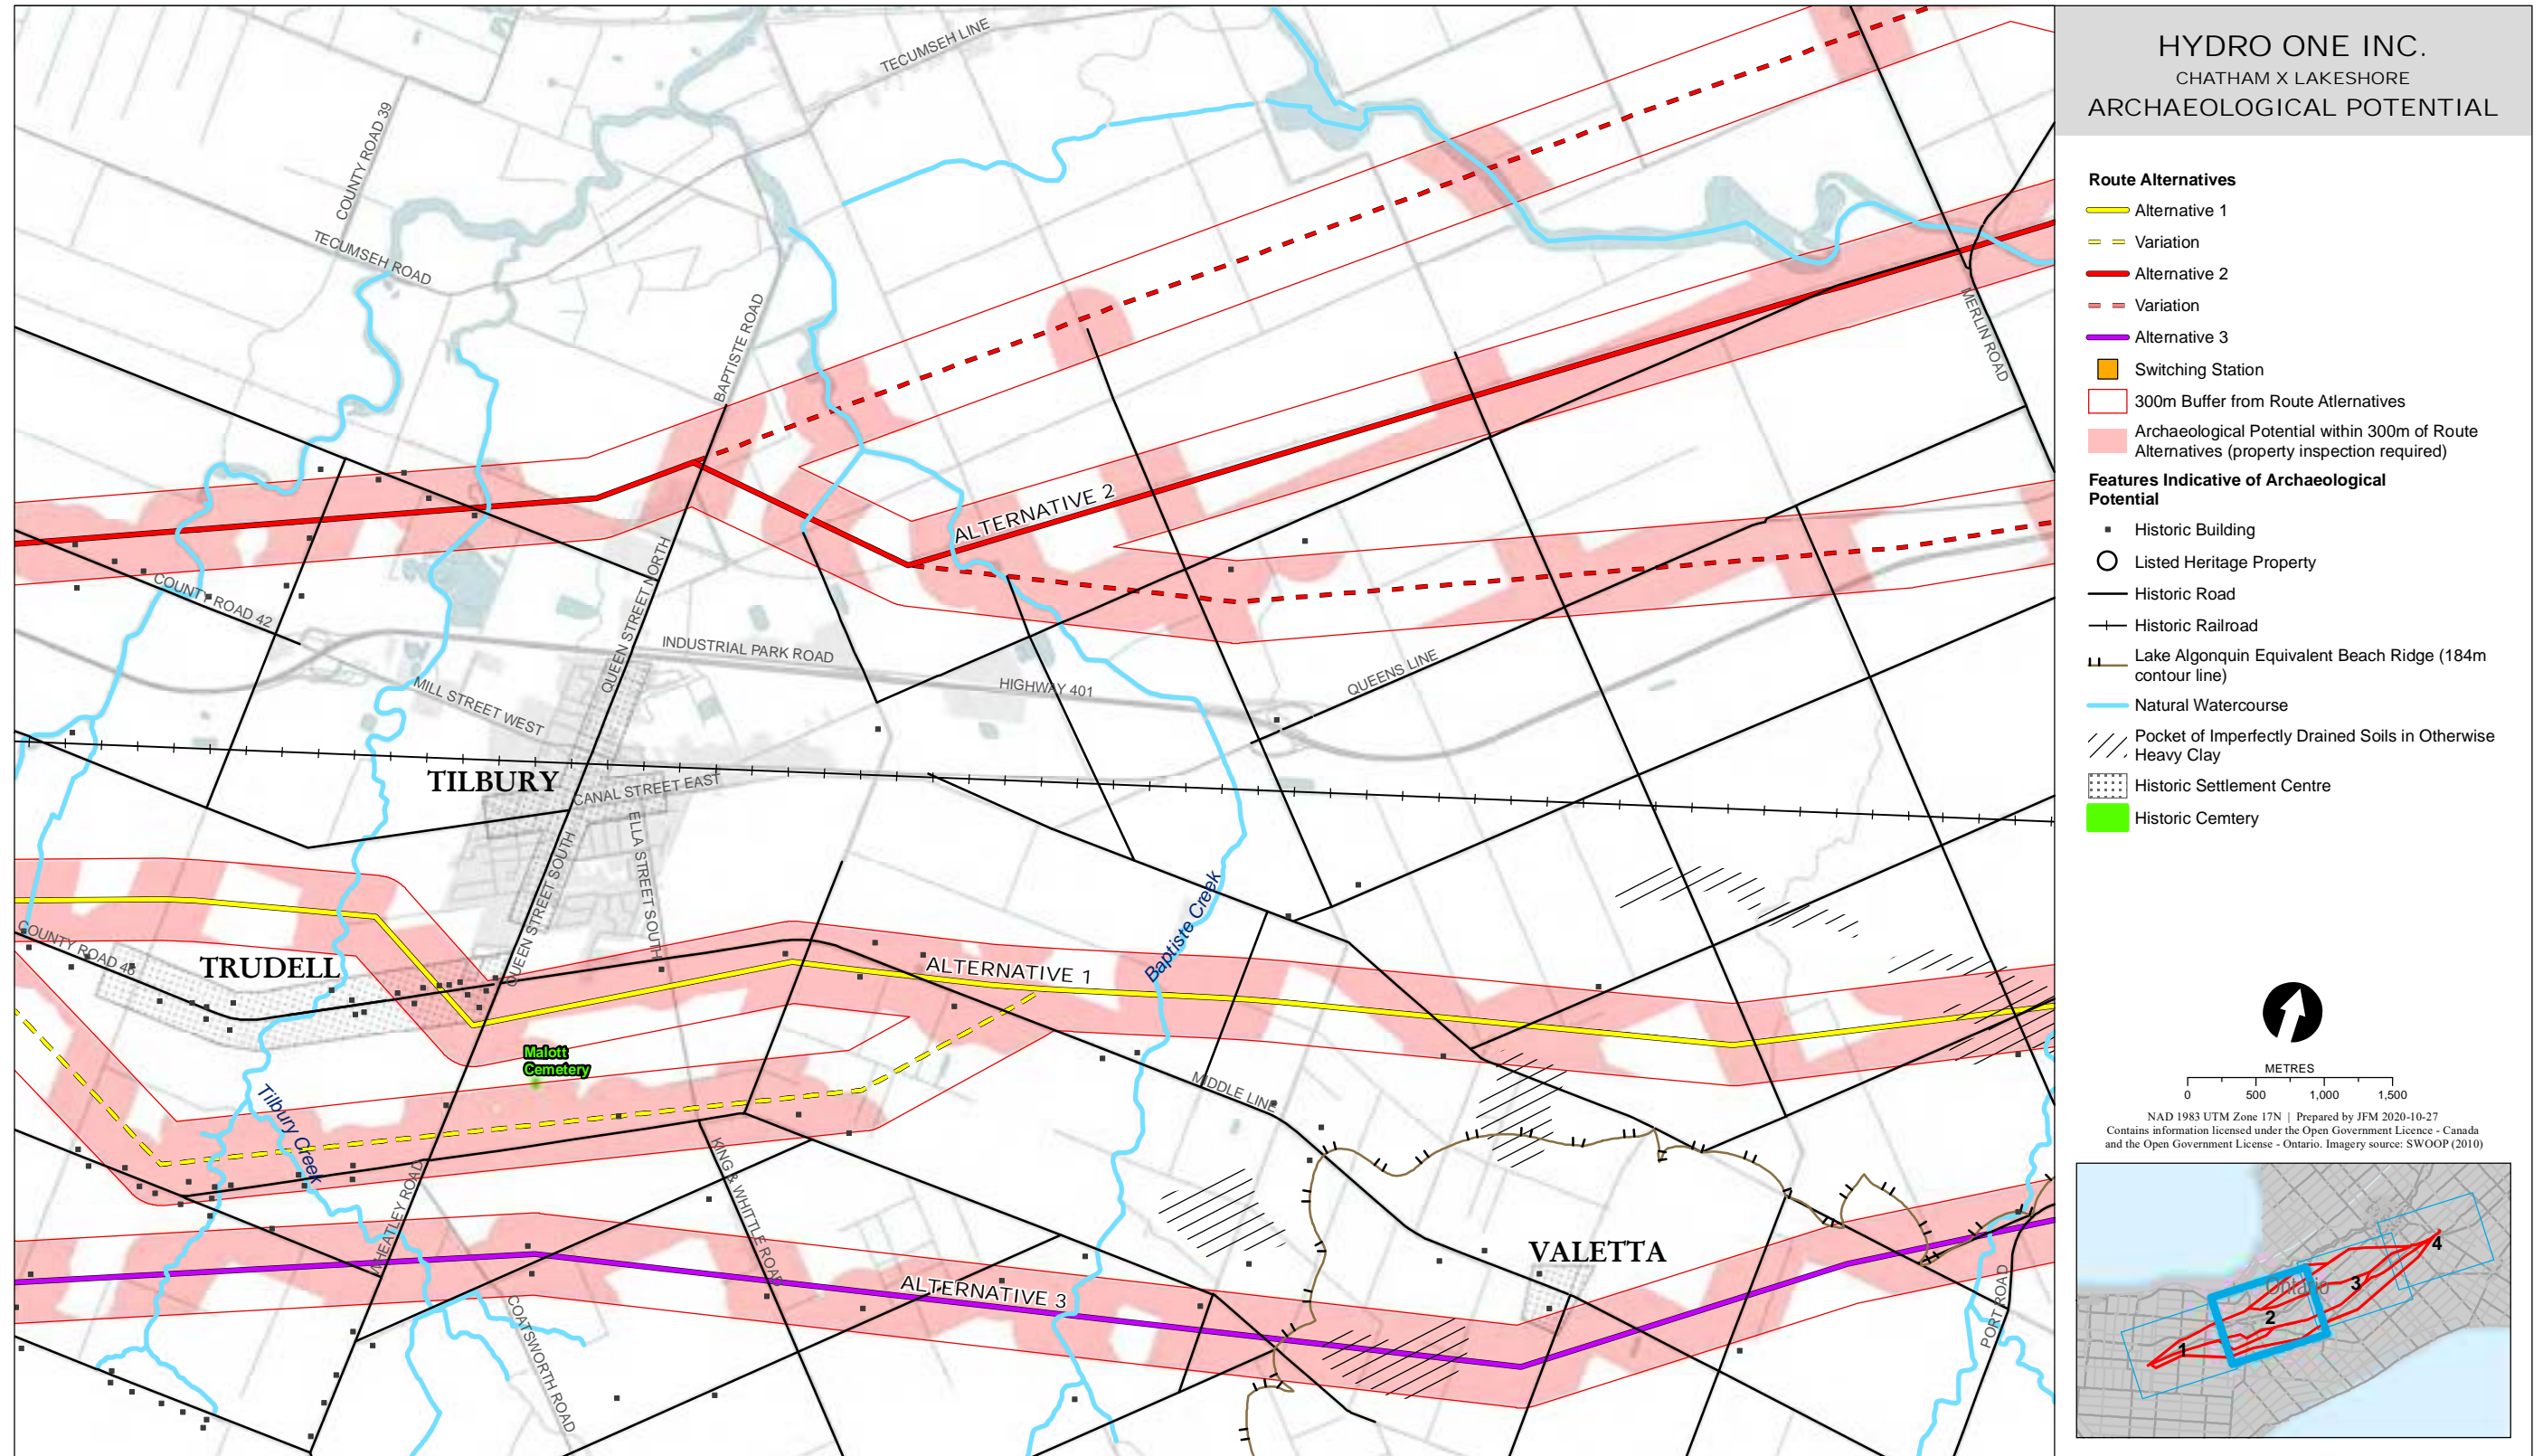 TECUMSEH LINE
COUNTY ROAD 39
TECUMSEH ROAD
BAPTISTE ROAD
MERLIN ROAD
ALTERNATIVE 2
COUNTY ROAD 42
QUEEN STREET NORTH
INDUSTRIAL PARK ROAD
HIGHWAY 401
QUEENS LINE
MILL STREET WEST
TILBURY
CANAL STREET EAST
ELLA STREET SOUTH
QUEEN STREET SOUTH
Baptiste Creek
COUNTY ROAD 46
TRUDELL
ALTERNATIVE 1
Malott
Cemetery
MIDDLE LINE
Tilbury Creek
WHEATLEY ROAD
KING & WHITTLE ROAD
VALETTA
ALTERNATIVE 3
COATSWORTH ROAD
PORT ROAD
HYDRO ONE INC.
CHATHAM X LAKESHORE
ARCHAEOLOGICAL POTENTIAL
Route Alternatives
Alternative 1
Variation
Alternative 2
Variation
Alternative 3
Switching Station
300m Buffer from Route Atlernatives
Archaeological Potential within 300m of Route
Alternatives (property inspection required)
Features Indicative of Archaeological
Potential
Historic Building
Listed Heritage Property
Historic Road
Historic Railroad
Lake Algonquin Equivalent Beach Ridge (184m
contour line)
Natural Watercourse
Pocket of Imperfectly Drained Soils in Otherwise
Heavy Clay
Historic Settlement Centre
Historic Cemtery
METRES
0 500 1,000 1,500
NAD 1983 UTM Zone 17N | Prepared by JFM 2020-10-27
Contains information licensed under the Open Government Licence - Canada
and the Open Government License - Ontario. Imagery source: SWOOP (2010)
4
Ontario
3
2
1